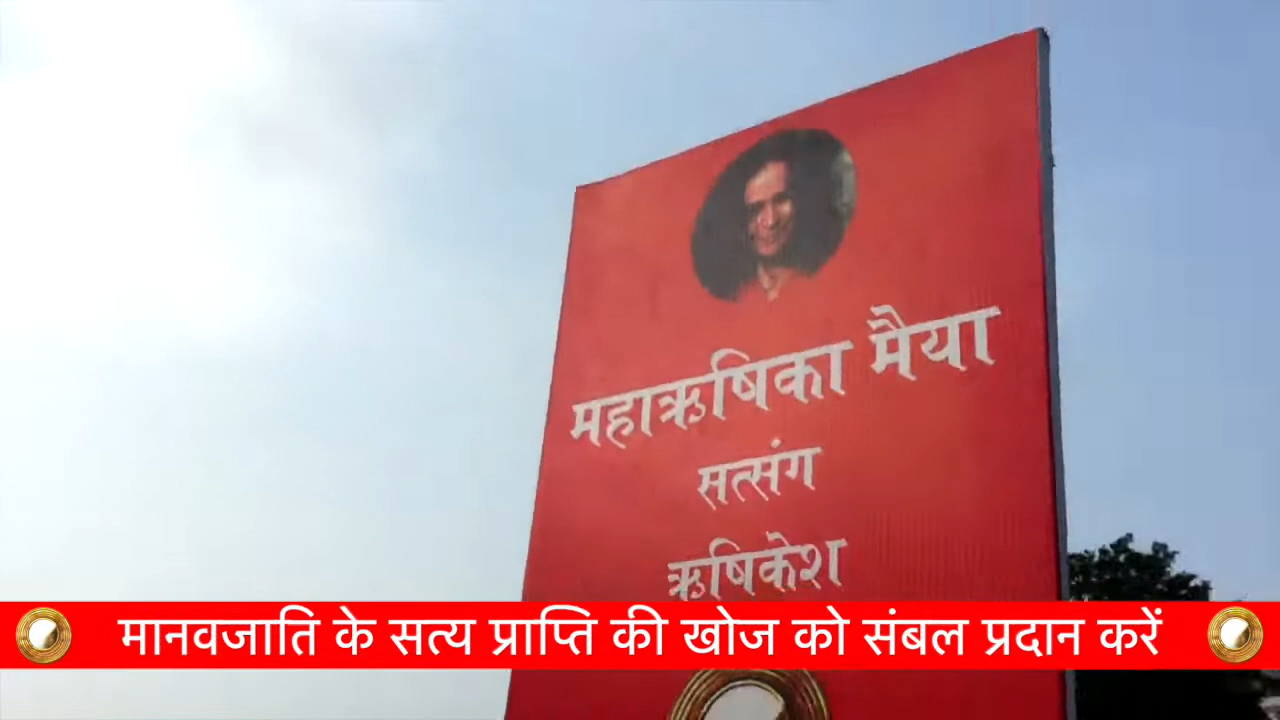 महाऋषिका मैया
सत्संग
ऋषिकेश
मानवजाति के सत्य प्राप्ति की खोज को संबल प्रदान करें